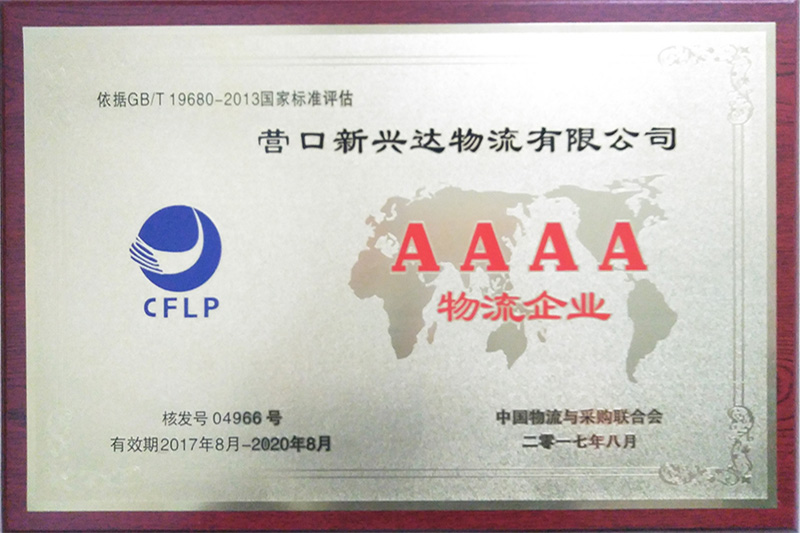 依据GB/T 19680-2013国家标准评估
营口新兴达物流有限公司
CFLP
AAAA
物流企业
核发号 04966 号
有效期2017年8月-2020年8月
中国物流与采购联合会
二零一七年八月